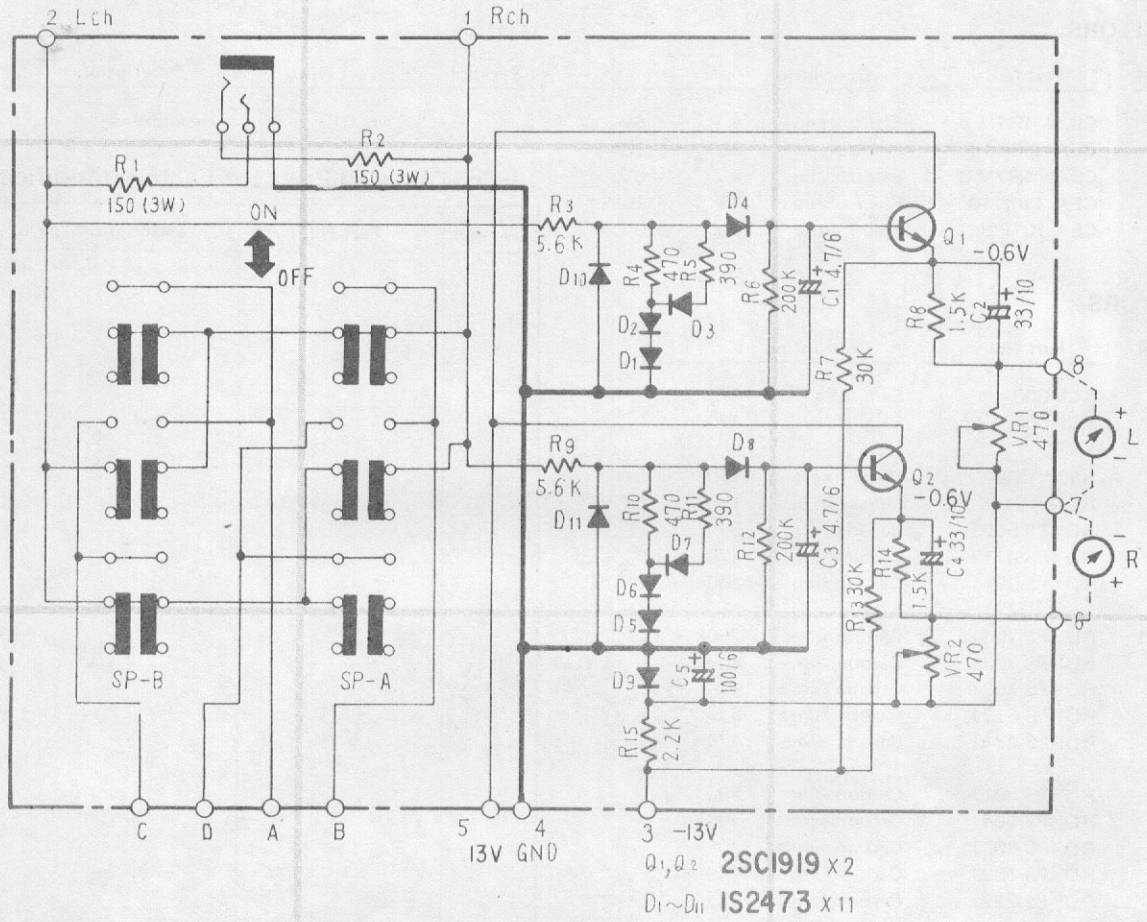 2 Lch
1 Rch
R2
150 (3W)
R1
150 (3W)
ON
OFF
R3
5.6K
D4
Q1
-0.6V
D10
R4
470
R5
390
R6
200K
C1 4.7/6
D2
D3
D1
R7
30K
R8
1.5K
C2
33/10
8
VR1
470
+
L
-
7
R9
5.6K
D8
Q2
-0.6V
D11
R10
470
R11
390
R12
200K
C3 4.7/6
D7
D6
D5
R13 30K
R14
1.5K
C4 33/10
-
R
+
6
VR2
470
SP-B
SP-A
D9
C5
100/6
R15
2.2K
C
D
A
B
5
4
3 -13V
13V GND
Q1,Q2 2SC1919 x2
D1~D11 1S2473 x11